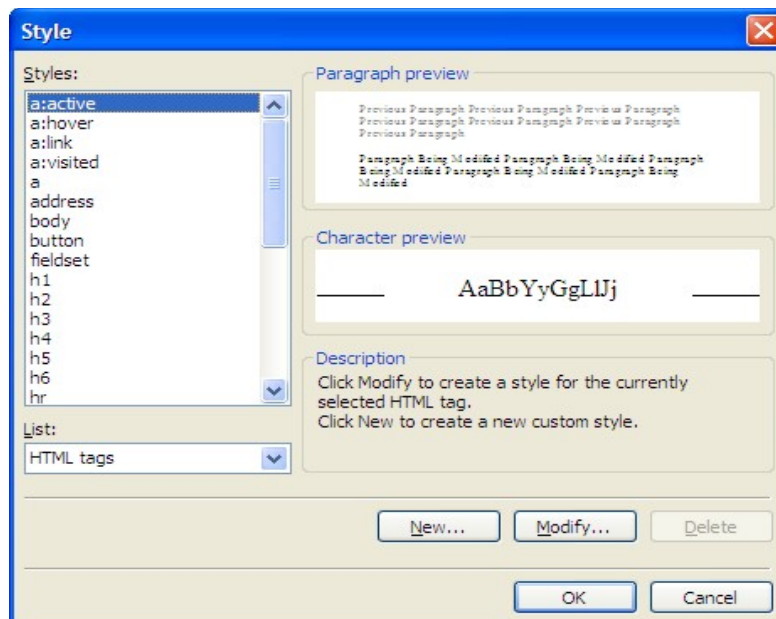 Style
Styles:
a:active
a:hover
a:link
a:visited
a
address
body
button
fieldset
h1
h2
h3
h4
h5
h6
hr
List:
HTML tags
Paragraph preview
Previous Paragraph Previous Paragraph Previous Paragraph
Previous Paragraph Previous Paragraph Previous Paragraph
Previous Paragraph
Paragraph Being Modified Paragraph Being Modified Paragraph
Being Modified Paragraph Being Modified Paragraph Being
Modified
Character preview
AaBbYyGgLlJj
Description
Click Modify to create a style for the currently
selected HTML tag.
Click New to create a new custom style.
New...
Modify...
Delete
OK
Cancel